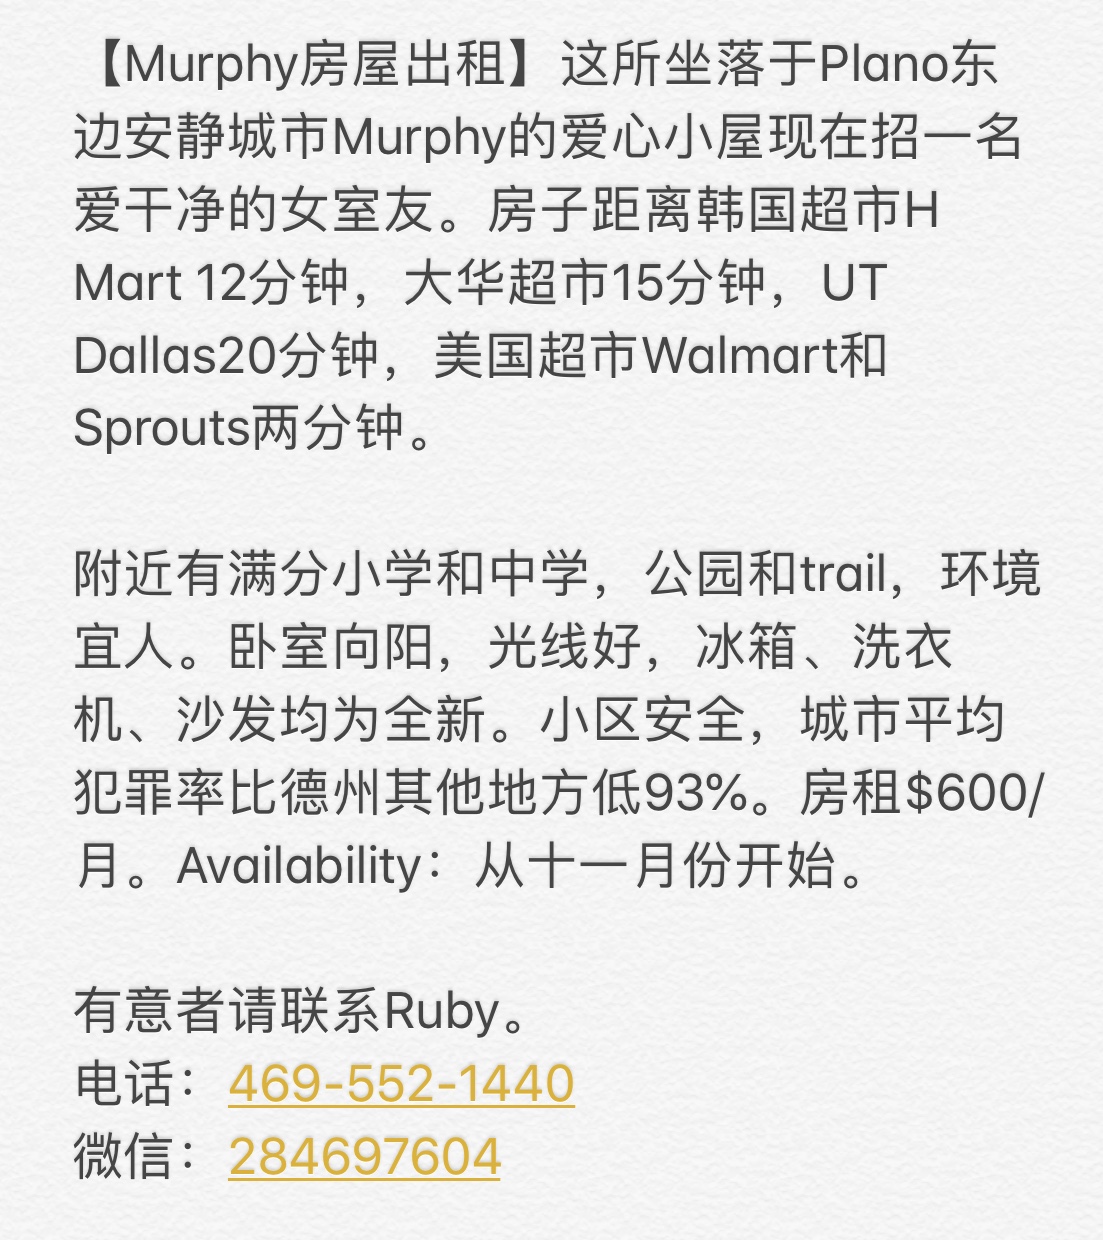 【Murphy房屋出租】这所坐落于Plano东
边安静城市Murphy的爱心小屋现在招一名
爱干净的女室友。房子距离韩国超市H
Mart 12分钟，大华超市15分钟，UT
Dallas20分钟，美国超市Walmart和
Sprouts两分钟。
附近有满分小学和中学，公园和trail，环境
宜人。卧室向阳，光线好，冰箱、洗衣
机、沙发均为全新。小区安全，城市平均
犯罪率比德州其他地方低93%。房租$600/
月。Availability：从十一月份开始。
有意者请联系Ruby。
电话：469-552-1440
微信：284697604